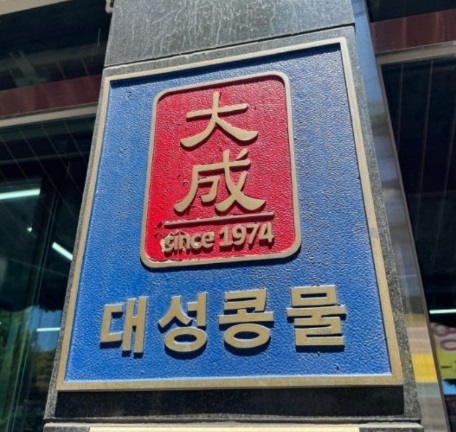 大
成
since 1974
대성콩물